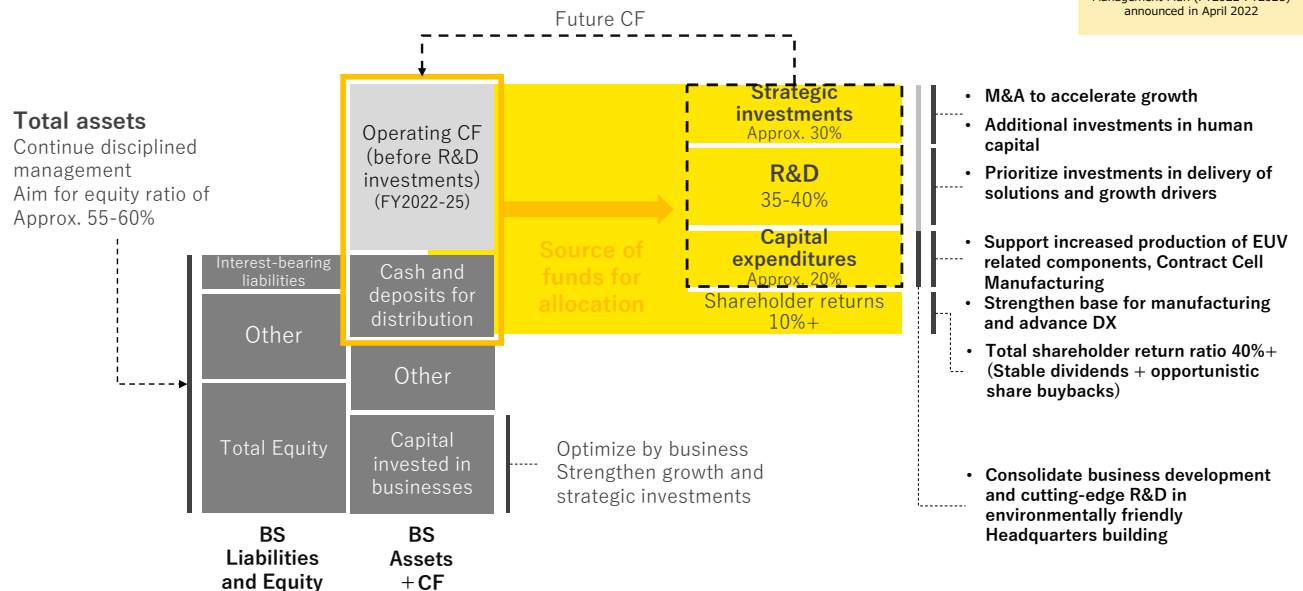 Future CF
announced in April 2022
Total assets
Continue disciplined
management
Aim for equity ratio of
Approx. 55-60%
Operating CF
(before R&D
investments)
(FY2022-25)
Interest-bearing
liabilities
Cash and
deposits for
distribution
Other
Other
Total Equity
Capital
invested in
businesses
BS
Liabilities
and Equity
BS
Assets
+CF
Source of
funds for
allocation
Strategic
investments
Approx. 30%
R&D
35-40%
Capital
expenditures
Approx. 20%
Shareholder returns
10%+
Optimize by business
Strengthen growth and
strategic investments
• M&A to accelerate growth
• Additional investments in human
capital
• Prioritize investments in delivery of
solutions and growth drivers
• Support increased production of EUV
related components, Contract Cell
Manufacturing
• Strengthen base for manufacturing
and advance DX
• Total shareholder return ratio 40%+
(Stable dividends + opportunistic
share buybacks)
• Consolidate business development
and cutting-edge R&D in
environmentally friendly
Headquarters building